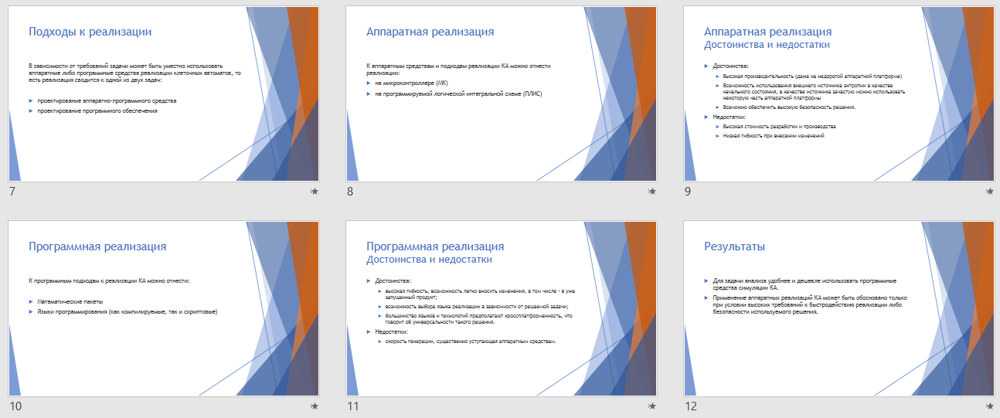 Подходы к реализации
В зависимости от требований задачи может быть уместно использовать
аппаратные либо программные средства реализации клеточных автоматов, то
есть реализация сводится к одной из двух задач:
проектирование аппаратно-программного средства
проектирование программного обеспечения
7
Аппаратная реализация
К аппаратным средствам и подходам реализации КА можно отнести
реализации:
на микроконтроллере (МК)
на программируемой логической интегральной схеме (ПЛИС)
8
Аппаратная реализация
Достоинства и недостатки
Достоинства:
Высокая производительность (даже на недорогой аппаратной платформе)
Возможность использования внешнего источника энтропии в качестве
начального состояния, в качестве источника зачастую можно использовать
некоторую часть аппаратной платформы
Возможно обеспечить высокую безопасность решения.
Недостатки:
Высокая стоимость разработки и производства
Низкая гибкость при внесении изменений
9
Программная реализация
К программным подходам к реализации КА можно отнести:
Математические пакеты
Языки программирования (как компилируемые, так и скриптовые)
10
Программная реализация
Достоинства и недостатки
Достоинства:
высокая гибкость, возможность легко вносить изменения, в том числе - в уже
запущенный продукт;
возможность выбора языка реализации в зависимости от решаемой задачи;
большинство языков и технологий предполагают кроссплатформенность, что
говорит об универсальности такого решения.
Недостатки:
скорость генерации, существенно уступающая аппаратным средствам.
11
Результаты
Для задачи анализа удобнее и дешевле использовать программные
средства симуляции КА.
Применение аппаратных реализаций КА может быть обосновано только
при условии высоких требований к быстродействию реализации либо
безопасности используемого решения.
12